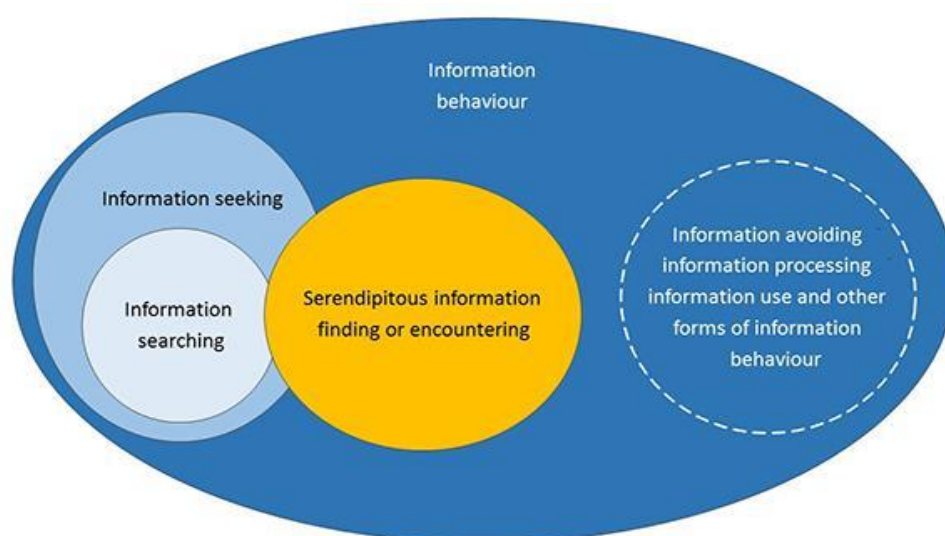 Information
behaviour
Information seeking
Information
searching
Serendipitous information
finding or encountering
Information avoiding
information processing
information use and other
forms of information
behaviour